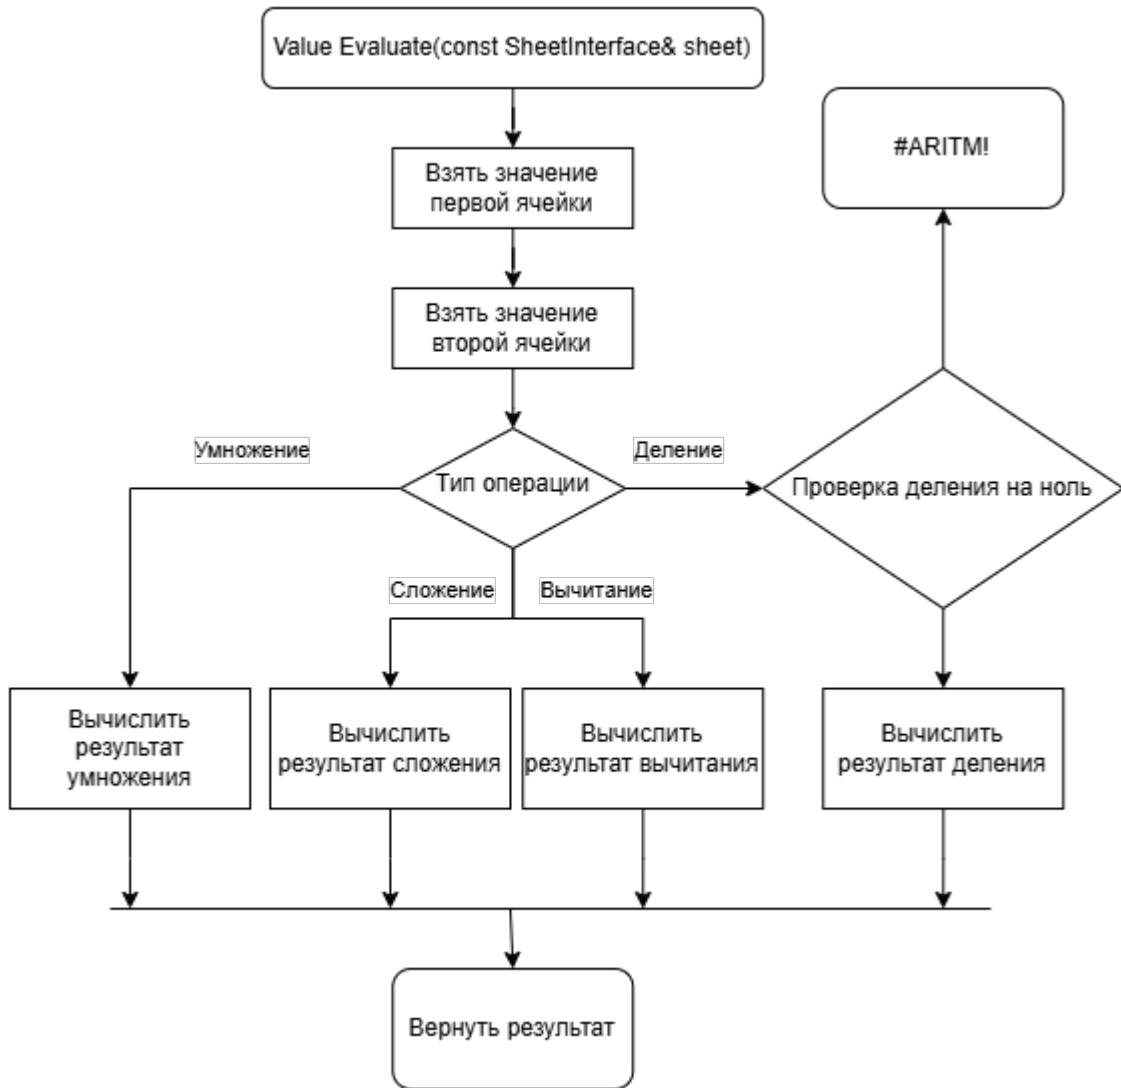 Value Evaluate(const SheetInterface& sheet)
#ARITM!
Взять значение
первой ячейки
Взять значение
второй ячейки
Умножение
Тип операции
Деление
Проверка деления на ноль
Сложение
Вычитание
Вычислить
результат
умножения
Вычислить
результат сложения
Вычислить
результат вычитания
Вычислить
результат деления
Вернуть результат